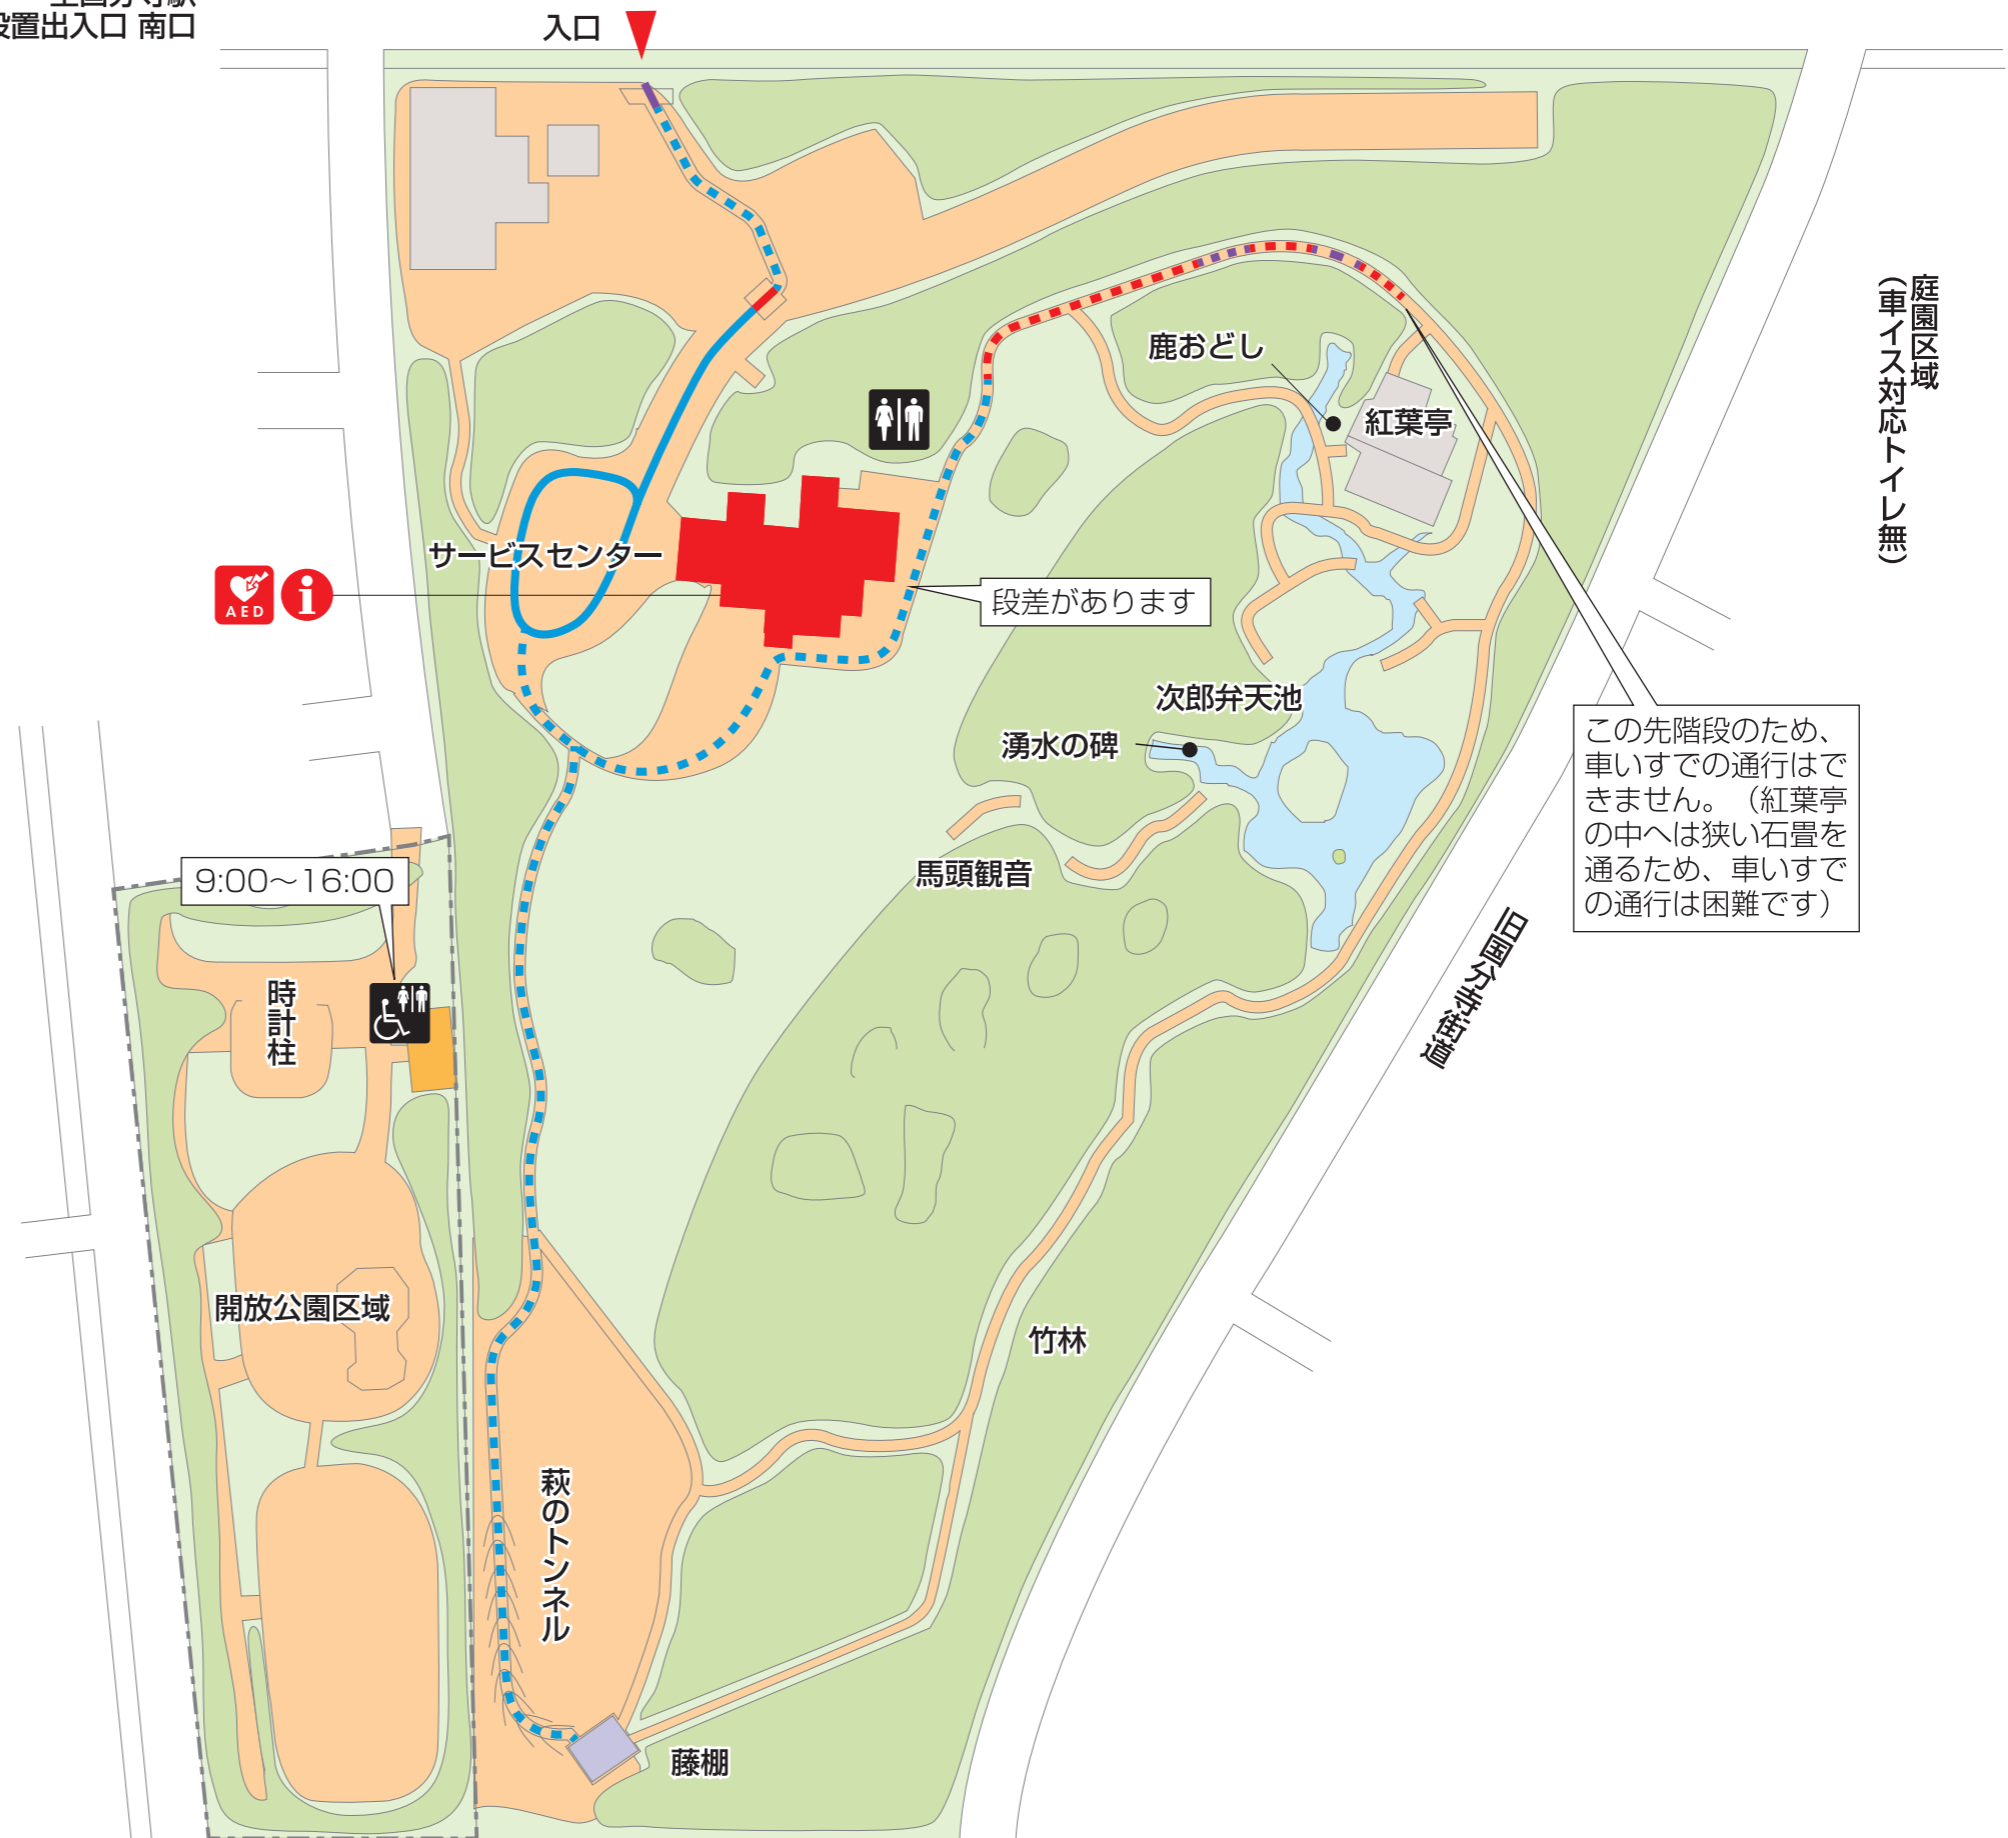 設置出入口 南口
入口
庭園区域
（車イス対応トイレ無）
鹿おどし
紅葉亭
サービスセンター
AED
i
段差があります
次郎弁天池
湧水の碑
この先階段のため、
車いすでの通行はで
きません。（紅葉亭
の中へは狭い石畳を
通るため、車いすで
の通行は困難です）
馬頭観音
9:00～16:00
旧国分寺街道
時計柱
開放公園区域
竹林
萩のトンネル
藤棚